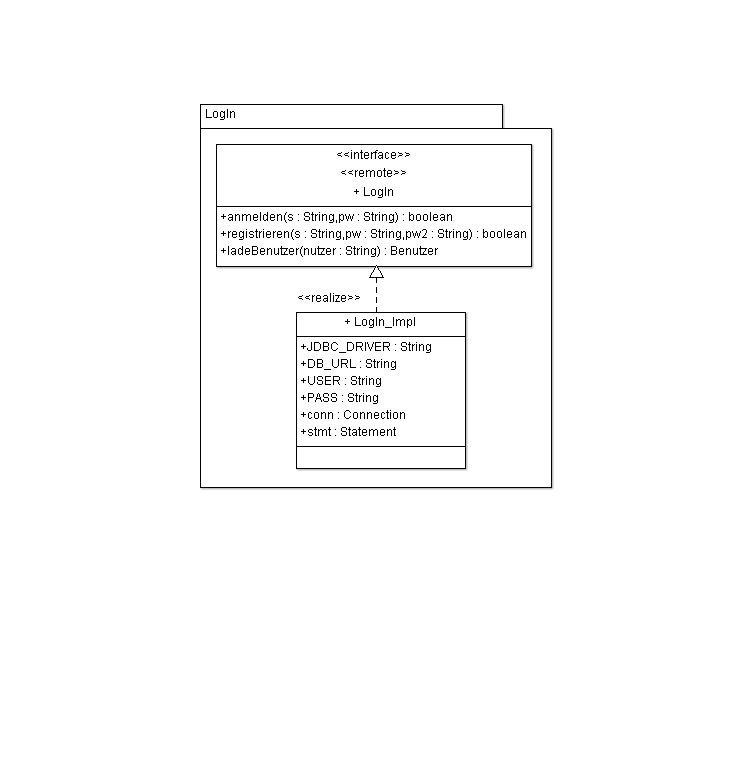 LogIn
<<interface>>
<<remote>>
+ LogIn
+anmelden(s : String,pw : String) : boolean
+registrieren(s : String,pw : String,pw2 : String) : boolean
+ladeBenutzer(nutzer : String) : Benutzer
<<realize>>
+ LogIn_Impl
+JDBC_DRIVER : String
+DB_URL : String
+USER : String
+PASS : String
+conn : Connection
+stmt : Statement